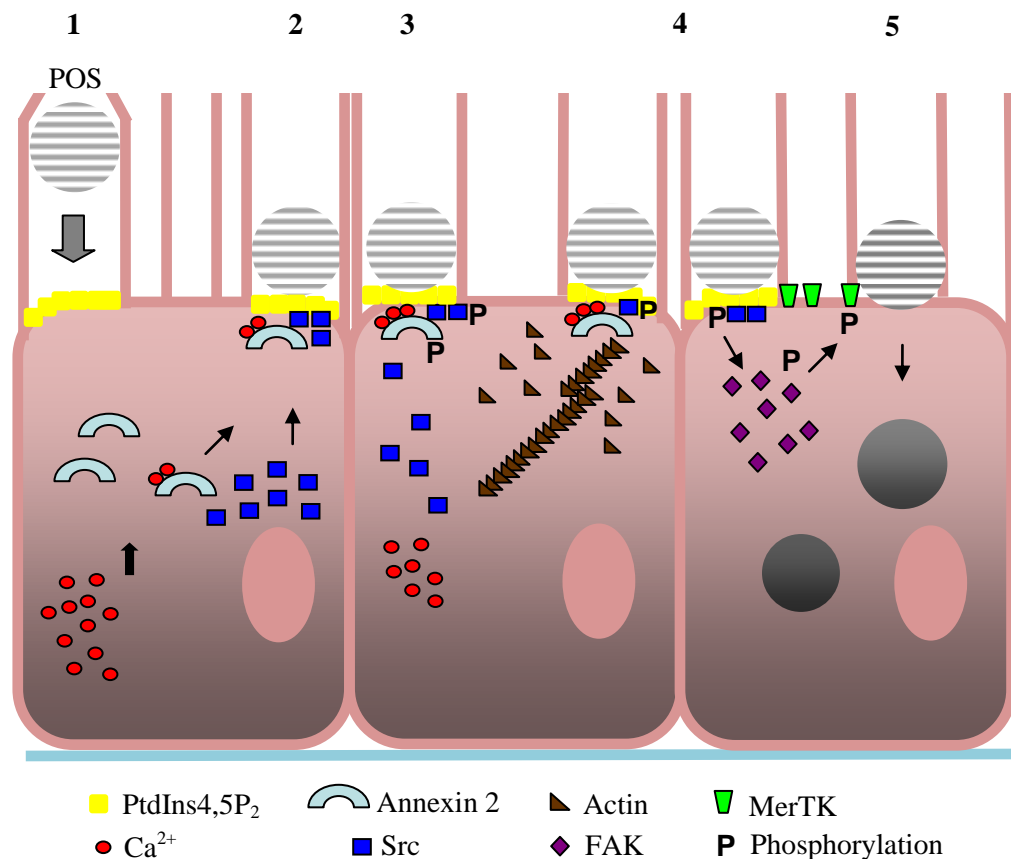 1 2 3 4 5
POS
P
P
P
P
P
P
PtdIns4,5P₂ Annexin 2 Actin MerTK
Ca²⁺ Src FAK P Phosphorylation